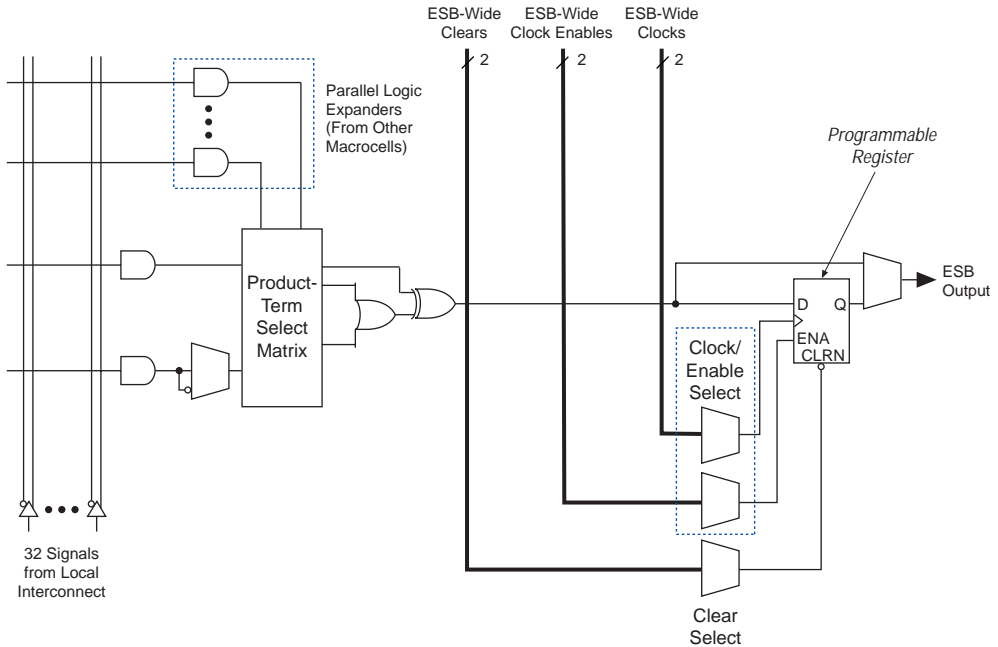 ESB-Wide
Clears
ESB-Wide
Clock Enables
ESB-Wide
Clocks
2
2
2
Parallel Logic
Expanders
(From Other
Macrocells)
Programmable
Register
Product-
Term
Select
Matrix
ESB
Output
D
Q
ENA
CLRN
Clock/
Enable
Select
32 Signals
from Local
Interconnect
Clear
Select